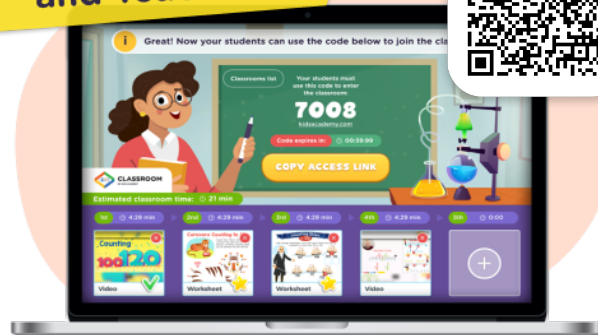 and
Great! Now your students can use the code below to join the cla
Classrooms list
Your students must
use this code to enter
the classroom:
7008
kidsacademy.com
Code expires in: 00:59:99
COPY ACCESS LINK
CLASSROOM
Estimated classroom time: 21 min
1st 4:29 min
2nd 4:29 min
3rd 4:29 min
4th 4:29 min
5th 0:00
Counting
100 120
Carnivores Counting
Video
Worksheet
Worksheet
Video